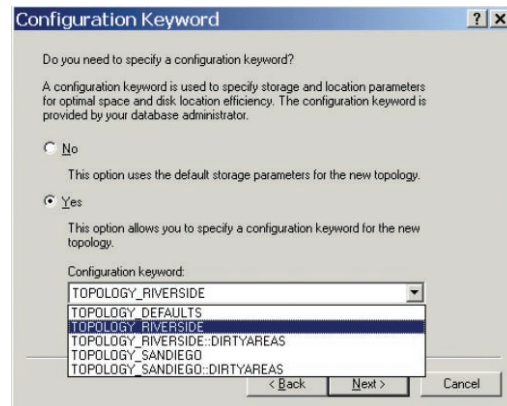 Configuration Keyword ? ×
Do you need to specify a configuration keyword?
A configuration keyword is used to specify storage and location parameters
for optimal space and disk location efficiency. The configuration keyword is
provided by your database administrator.
No
This option uses the default storage parameters for the new topology.
Yes
This option allows you to specify a configuration keyword for the new
topology.
Configuration keyword:
TOPOLOGY_RIVERSIDE
TOPOLOGY_DEFAULTS
TOPOLOGY_RIVERSIDE
TOPOLOGY_RIVERSIDE::DIRTYAREAS
TOPOLOGY_SANDIEGO
TOPOLOGY_SANDIEGO::DIRTYAREAS
< Back Next > Cancel